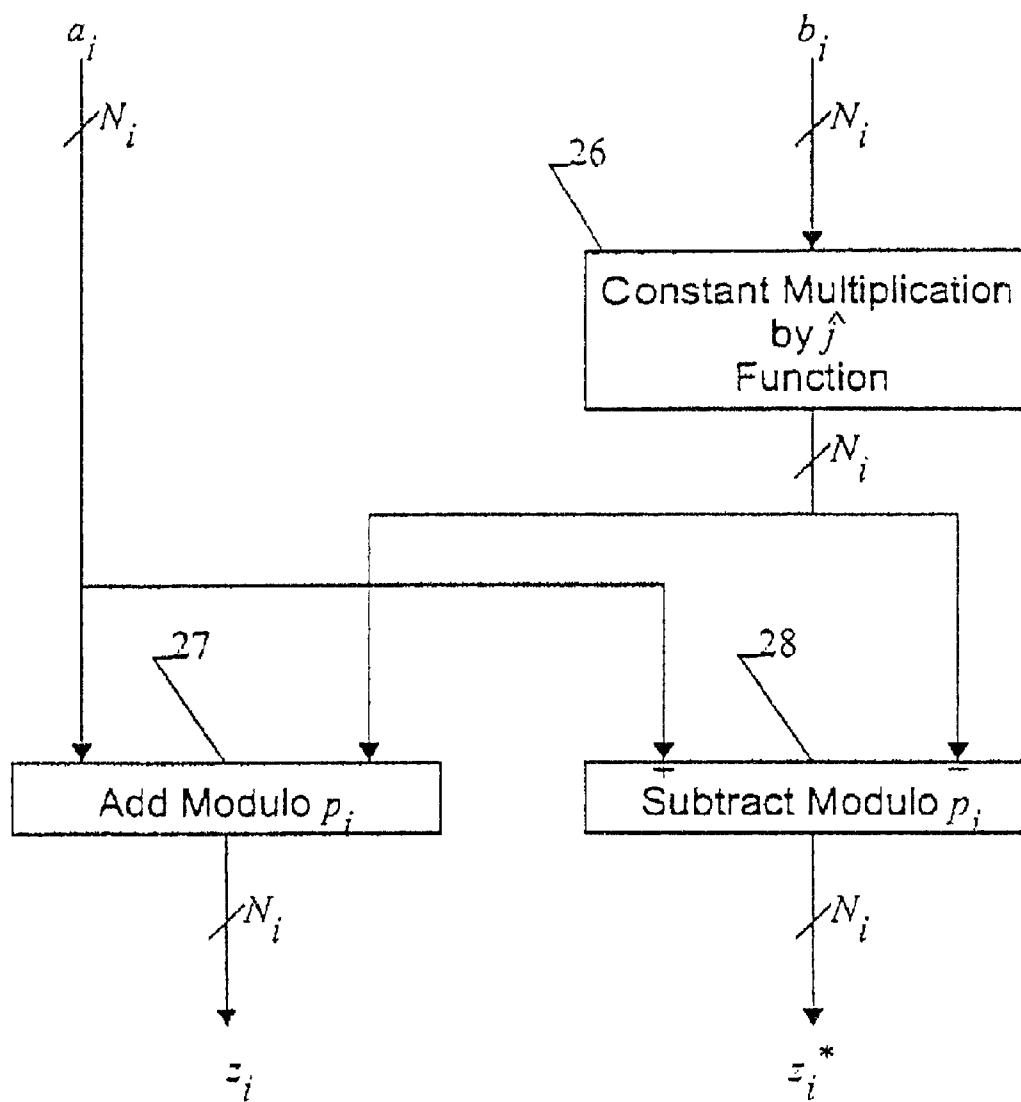 a_i
b_i
N_i
N_i
26
Constant Multiplication
by ĵ
Function
N_i
27
28
+
−
Add Modulo p_i
Subtract Modulo p_i
N_i
N_i
z_i
z_i*